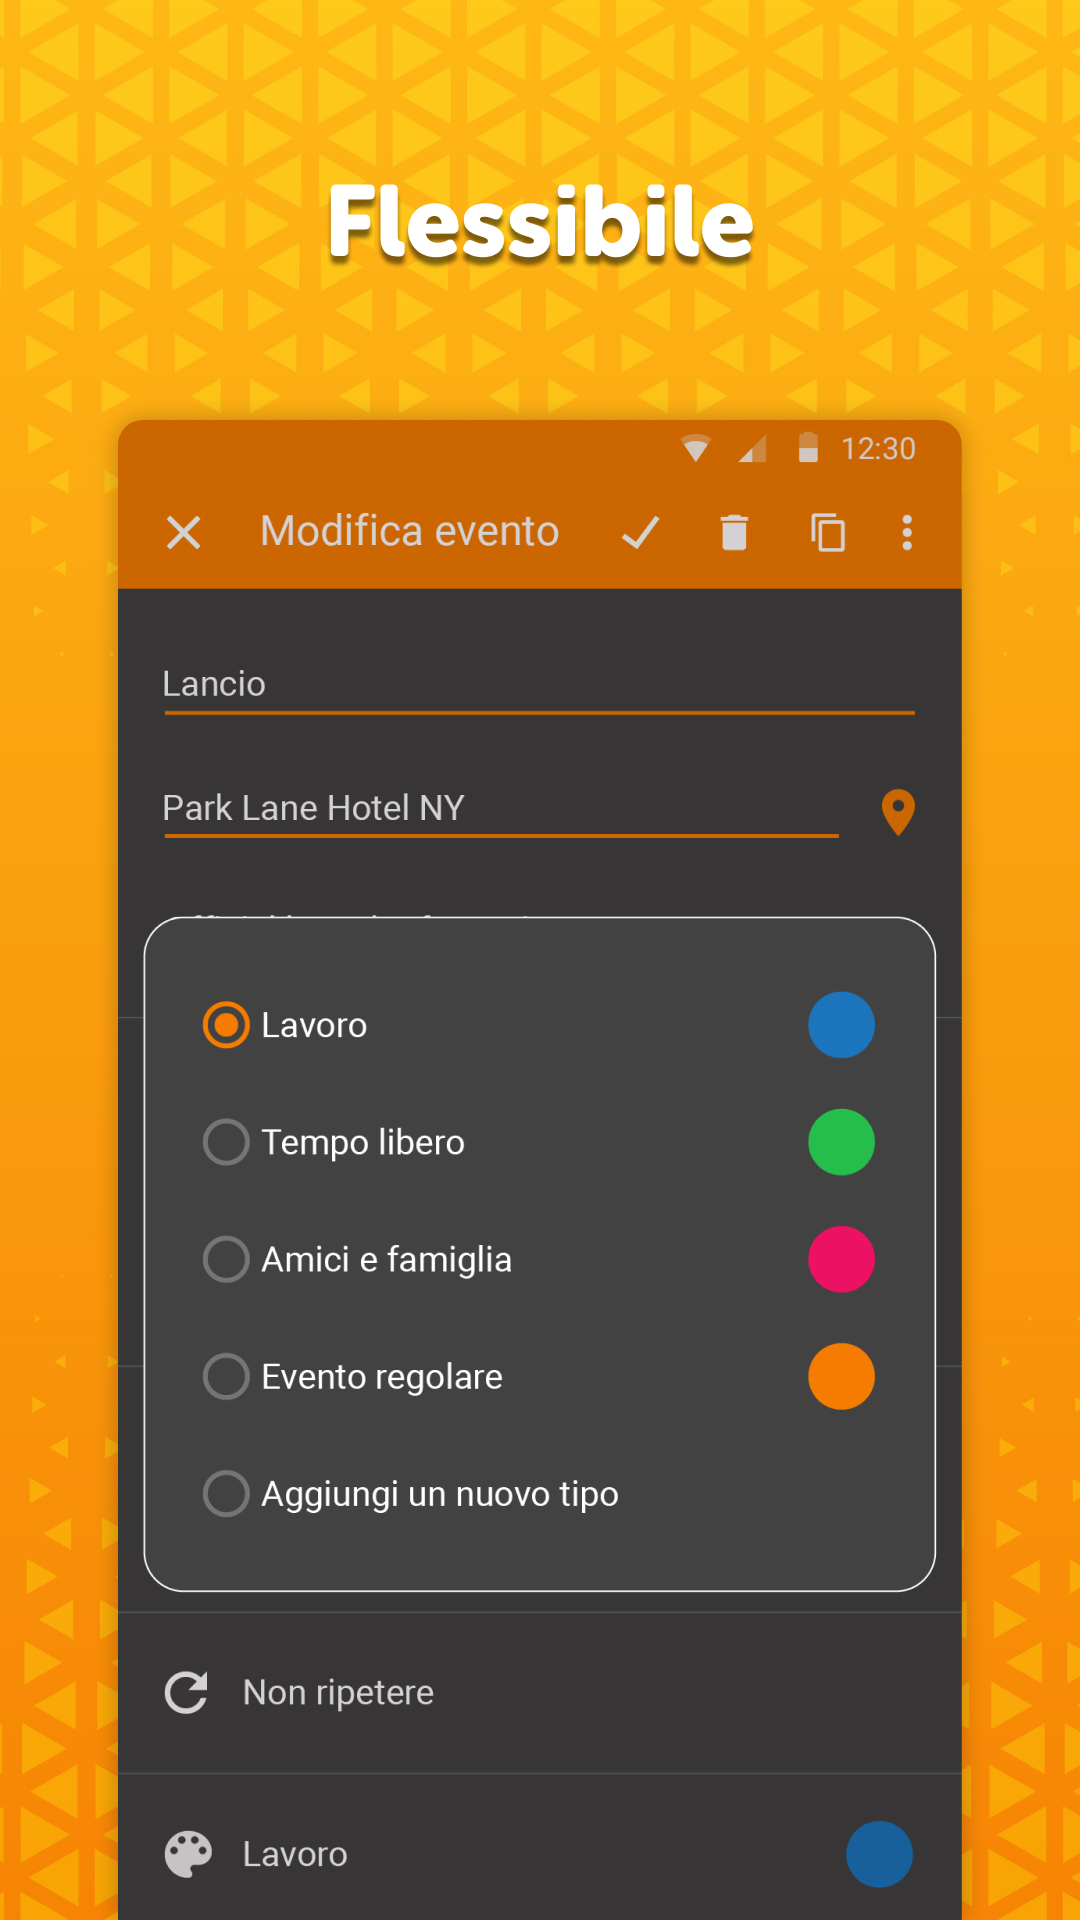 Flessibile
12:30
Modifica evento
Lancio
Park Lane Hotel NY
Lavoro
Tempo libero
Amici e famiglia
Evento regolare
Aggiungi un nuovo tipo
Non ripetere
Lavoro